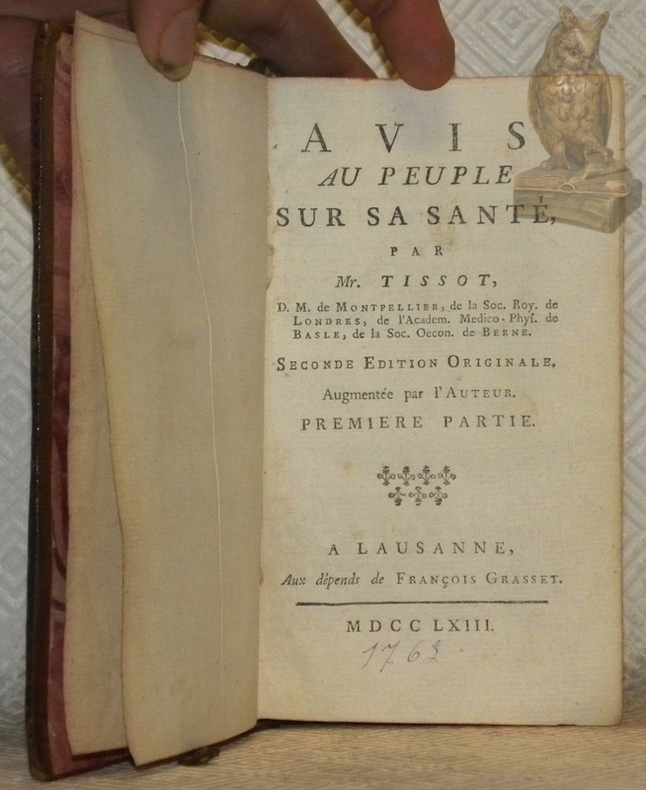 AVIS
AU PEUPLE
SUR SA SANTÉ,
PAR
Mr. TISSOT,
D. M. de MONTPELLIER, de la Soc. Roy. de
LONDRES, de l'Academ. Medico-Phyſ. de
BASLE, de la Soc. Oecon. de BERNE.
SECONDE EDITION ORIGINALE.
Augmentée par l'AUTEUR.
PREMIERE PARTIE.
A LAUSANNE,
Aux dépends de FRANÇOIS GRASSET.
MDCC LXIII.
1763